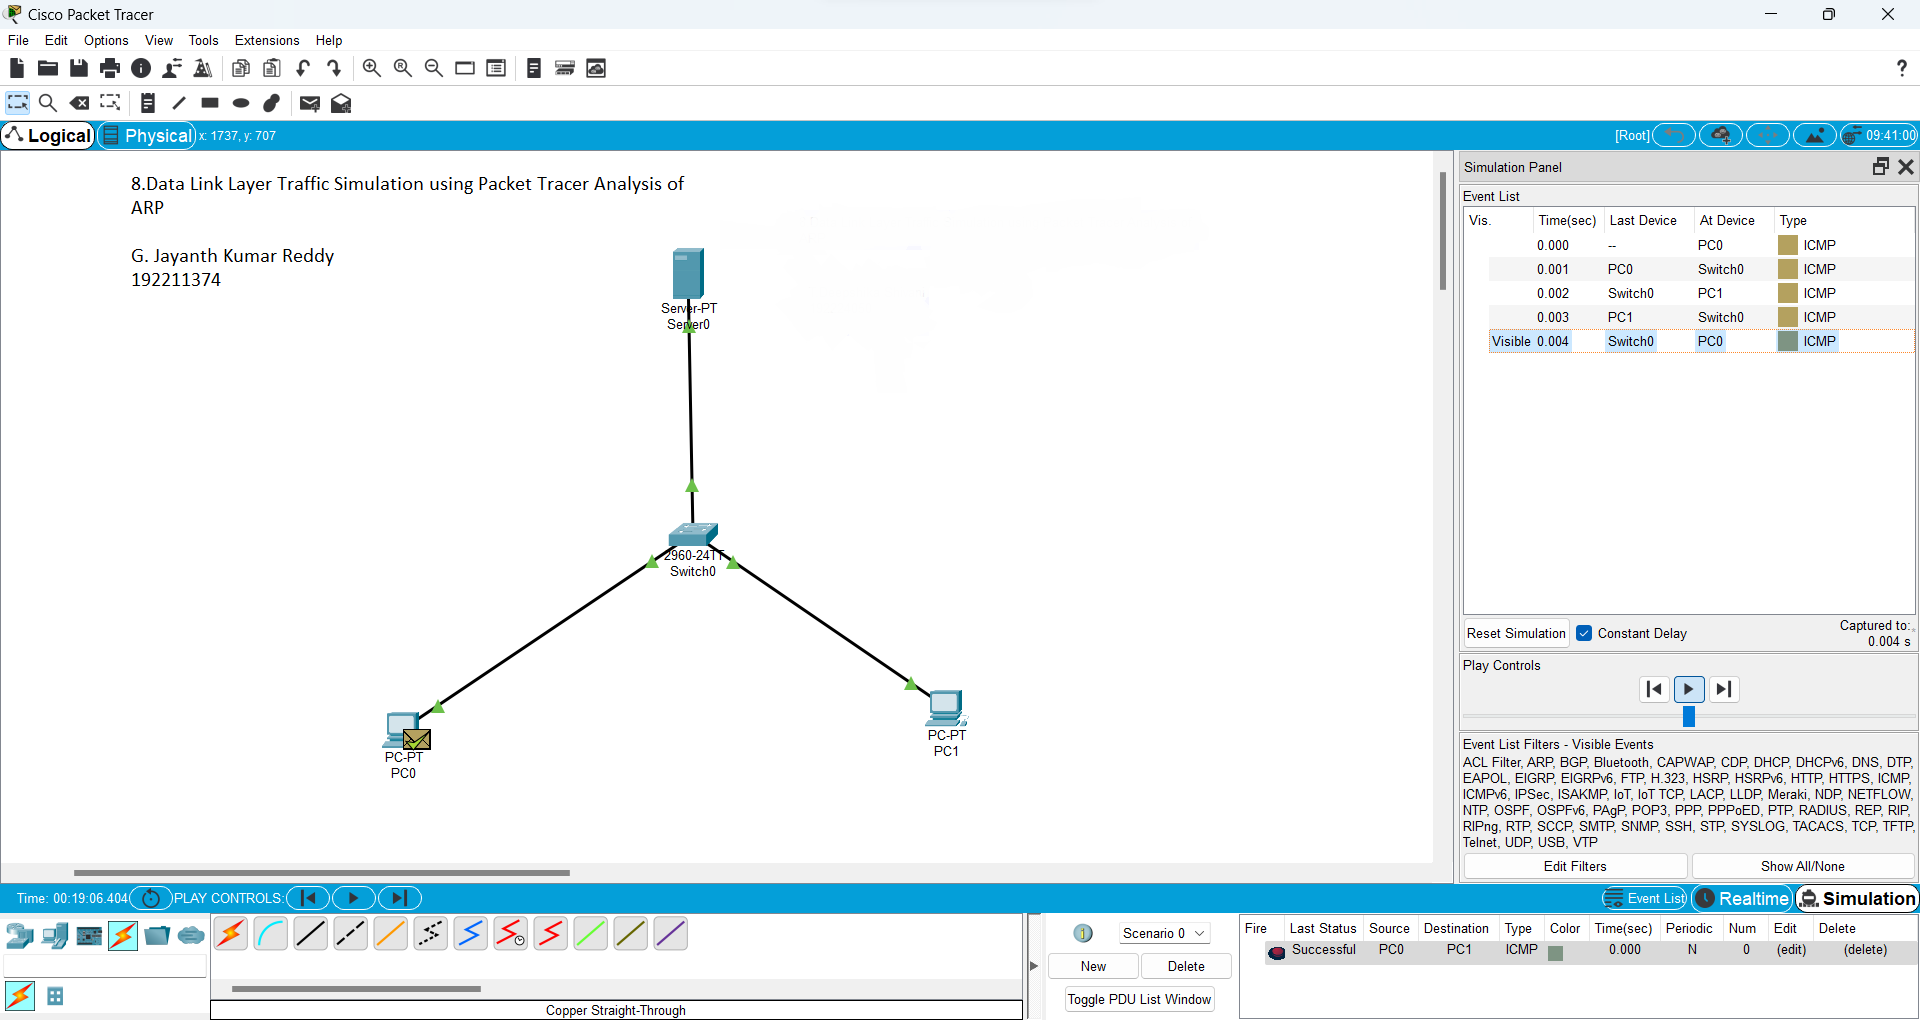 Cisco Packet Tracer
File Edit Options View Tools Extensions Help
?
Logical Physical x: 1737, y: 707 [Root] 09:41:00
8.Data Link Layer Traffic Simulation using Packet Tracer Analysis of
ARP
G. Jayanth Kumar Reddy
192211374
Server-PT
Server0
2960-24TT
Switch0
PC-PT
PC0
PC-PT
PC1
Simulation Panel
Event List
Vis. Time(sec) Last Device At Device Type
0.000 -- PC0 ICMP
0.001 PC0 Switch0 ICMP
0.002 Switch0 PC1 ICMP
0.003 PC1 Switch0 ICMP
Visible 0.004 Switch0 PC0 ICMP
Reset Simulation Constant Delay Captured to:
0.004 s
Play Controls
Event List Filters - Visible Events
ACL Filter, ARP, BGP, Bluetooth, CAPWAP, CDP, DHCP, DHCPv6, DNS, DTP,
EAPOL, EIGRP, EIGRPv6, FTP, H.323, HSRP, HSRPv6, HTTP, HTTPS, ICMP,
ICMPv6, IPSec, ISAKMP, IoT, IoT TCP, LACP, LLDP, Meraki, NDP, NETFLOW,
NTP, OSPF, OSPFv6, PAgP, POP3, PPP, PPPoED, PTP, RADIUS, REP, RIP,
RIPng, RTP, SCCP, SMTP, SNMP, SSH, STP, SYSLOG, TACACS, TCP, TFTP,
Telnet, UDP, USB, VTP
Edit Filters Show All/None
Time: 00:19:06.404 PLAY CONTROLS: Event List Realtime Simulation
Copper Straight-Through
1 Scenario 0
New Delete
Toggle PDU List Window
Fire Last Status Source Destination Type Color Time(sec) Periodic Num Edit Delete
Successful PC0 PC1 ICMP 0.000 N 0 (edit) (delete)